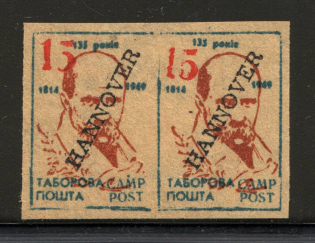 15 135 років
1814 1949
HANNOVER
ТАБОРОВА CAMP
ПОШТА POST
15 135 років
1814 1949
HANNOVER
ТАБОРОВА CAMP
ПОШТА POST